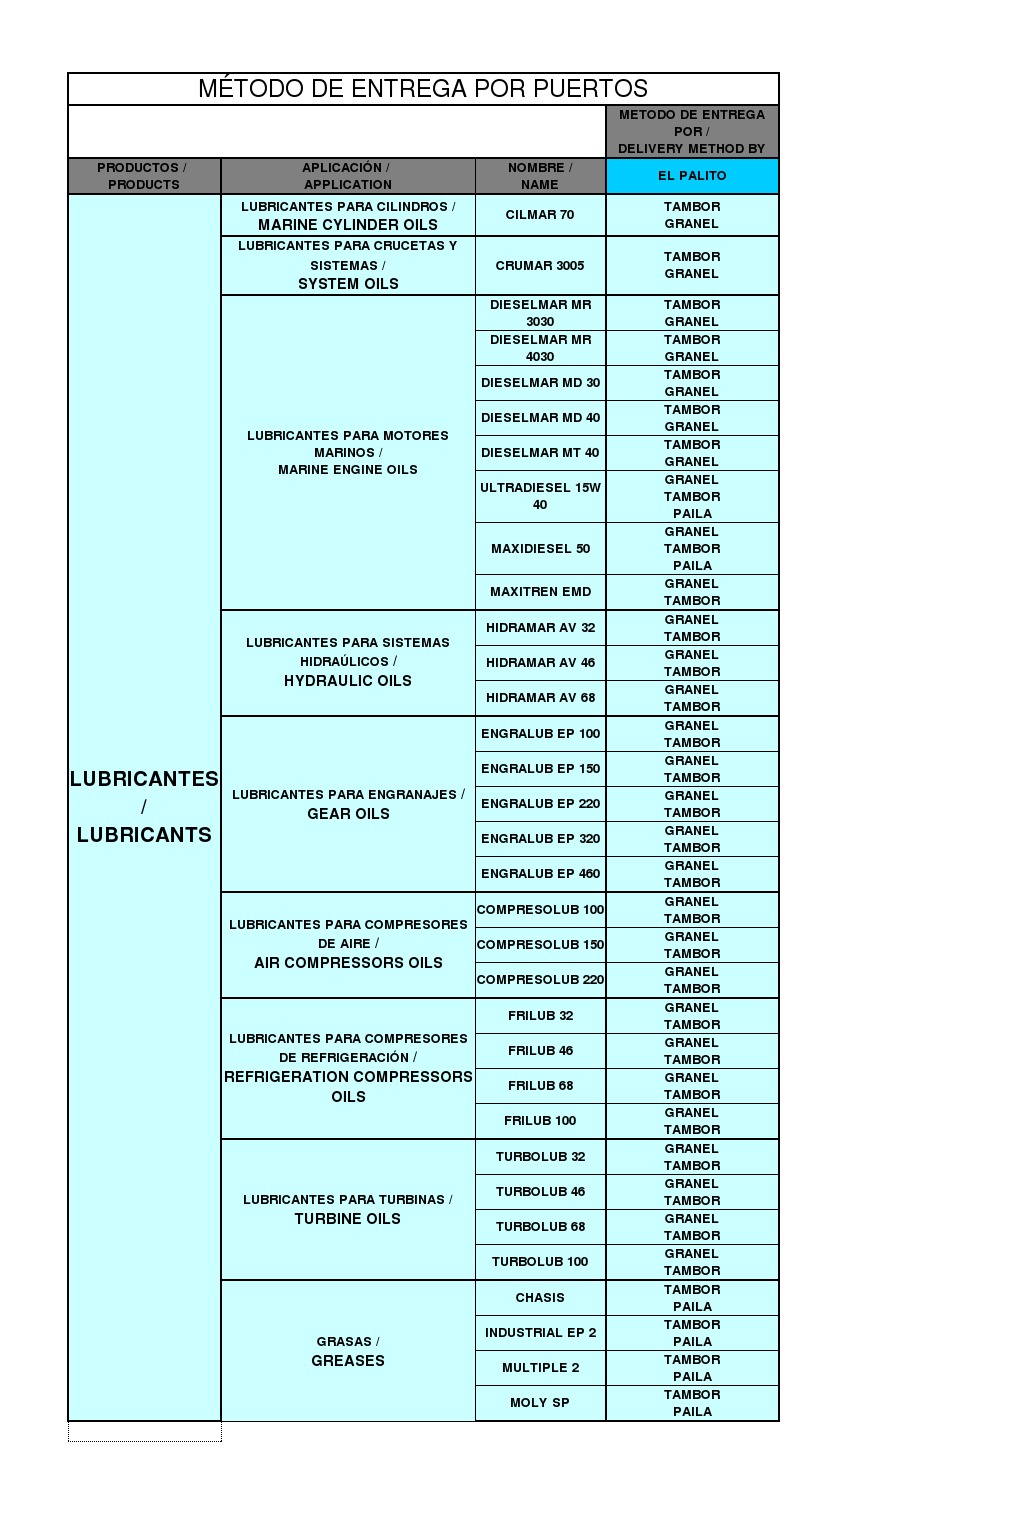 MÉTODO DE ENTREGA POR PUERTOS
METODO DE ENTREGA
POR /
DELIVERY METHOD BY
PRODUCTOS /
PRODUCTS
APLICACIÓN /
APPLICATION
NOMBRE /
NAME
EL PALITO
LUBRICANTES
/
LUBRICANTS
LUBRICANTES PARA CILINDROS /
MARINE CYLINDER OILS
CILMAR 70
TAMBOR
GRANEL
LUBRICANTES PARA CRUCETAS Y
SISTEMAS /
SYSTEM OILS
CRUMAR 3005
TAMBOR
GRANEL
LUBRICANTES PARA MOTORES
MARINOS /
MARINE ENGINE OILS
DIESELMAR MR
3030
TAMBOR
GRANEL
DIESELMAR MR
4030
TAMBOR
GRANEL
DIESELMAR MD 30
TAMBOR
GRANEL
DIESELMAR MD 40
TAMBOR
GRANEL
DIESELMAR MT 40
TAMBOR
GRANEL
ULTRADIESEL 15W
40
GRANEL
TAMBOR
PAILA
MAXIDIESEL 50
GRANEL
TAMBOR
PAILA
MAXITREN EMD
GRANEL
TAMBOR
LUBRICANTES PARA SISTEMAS
HIDRAÚLICOS /
HYDRAULIC OILS
HIDRAMAR AV 32
GRANEL
TAMBOR
HIDRAMAR AV 46
GRANEL
TAMBOR
HIDRAMAR AV 68
GRANEL
TAMBOR
LUBRICANTES PARA ENGRANAJES /
GEAR OILS
ENGRALUB EP 100
GRANEL
TAMBOR
ENGRALUB EP 150
GRANEL
TAMBOR
ENGRALUB EP 220
GRANEL
TAMBOR
ENGRALUB EP 320
GRANEL
TAMBOR
ENGRALUB EP 460
GRANEL
TAMBOR
LUBRICANTES PARA COMPRESORES
DE AIRE /
AIR COMPRESSORS OILS
COMPRESOLUB 100
GRANEL
TAMBOR
COMPRESOLUB 150
GRANEL
TAMBOR
COMPRESOLUB 220
GRANEL
TAMBOR
LUBRICANTES PARA COMPRESORES
DE REFRIGERACIÓN /
REFRIGERATION COMPRESSORS
OILS
FRILUB 32
GRANEL
TAMBOR
FRILUB 46
GRANEL
TAMBOR
FRILUB 68
GRANEL
TAMBOR
FRILUB 100
GRANEL
TAMBOR
LUBRICANTES PARA TURBINAS /
TURBINE OILS
TURBOLUB 32
GRANEL
TAMBOR
TURBOLUB 46
GRANEL
TAMBOR
TURBOLUB 68
GRANEL
TAMBOR
TURBOLUB 100
GRANEL
TAMBOR
GRASAS /
GREASES
CHASIS
TAMBOR
PAILA
INDUSTRIAL EP 2
TAMBOR
PAILA
MULTIPLE 2
TAMBOR
PAILA
MOLY SP
TAMBOR
PAILA